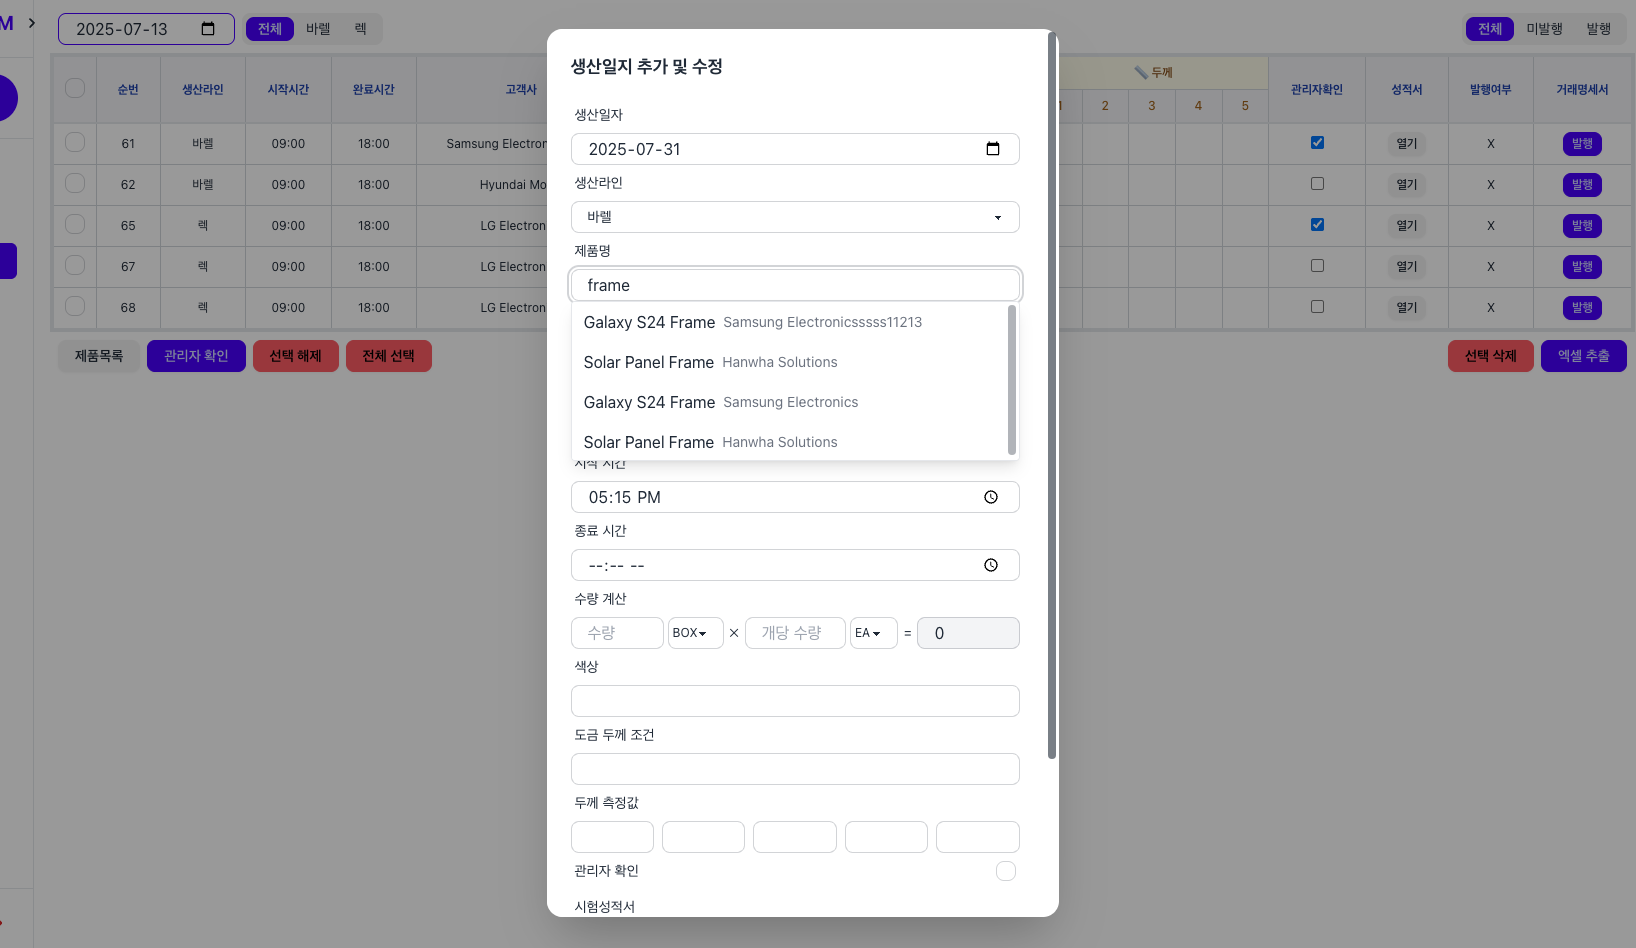 M
2025-07-13
전체 바렐 렉
전체 미발행 발행
순번 생산라인 시작시간 완료시간 고객사
두께
관리자확인 성적서 발행여부 거래명세서
1 2 3 4 5
61 바렐 09:00 18:00 Samsung Electron
열기 X 발행
62 바렐 09:00 18:00 Hyundai Mo
열기 X 발행
65 렉 09:00 18:00 LG Electron
열기 X 발행
67 렉 09:00 18:00 LG Electron
열기 X 발행
68 렉 09:00 18:00 LG Electron
열기 X 발행
제품목록 관리자 확인 선택 해제 전체 선택
선택 삭제 엑셀 추출
생산일지 추가 및 수정
생산일자
2025-07-31
생산라인
바렐
제품명
frame
Galaxy S24 Frame Samsung Electronicsssss11213
Solar Panel Frame Hanwha Solutions
Galaxy S24 Frame Samsung Electronics
Solar Panel Frame Hanwha Solutions
시작 시간
05:15 PM
종료 시간
--:-- --
수량 계산
수량 BOX × 개당 수량 EA = 0
색상
도금 두께 조건
두께 측정값
관리자 확인
시험성적서